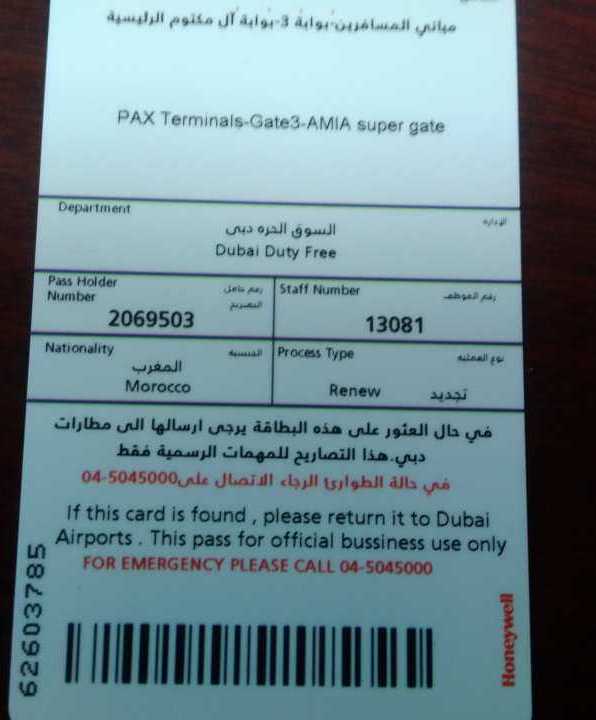 مباني المسافرين-بوابة 3-بوابة آل مكتوم الرئيسية
PAX Terminals-Gate3-AMIA super gate
Department
الإدارة
السوق الحره دبى
Dubai Duty Free
Pass Holder
Number
رقم حامل
التصريح
2069503
Staff Number
رقم الموظف
13081
Nationality
الجنسية
المغرب
Morocco
Process Type
نوع العملية
Renew
تجديد
في حال العثور على هذه البطاقة يرجى ارسالها الى مطارات
دبي.هذا التصاريح للمهمات الرسمية فقط
في حالة الطوارئ الرجاء الاتصال على04-5045000
If this card is found , please return it to Dubai
Airports . This pass for official bussiness use only
FOR EMERGENCY PLEASE CALL 04-5045000
62603785
Honeywell